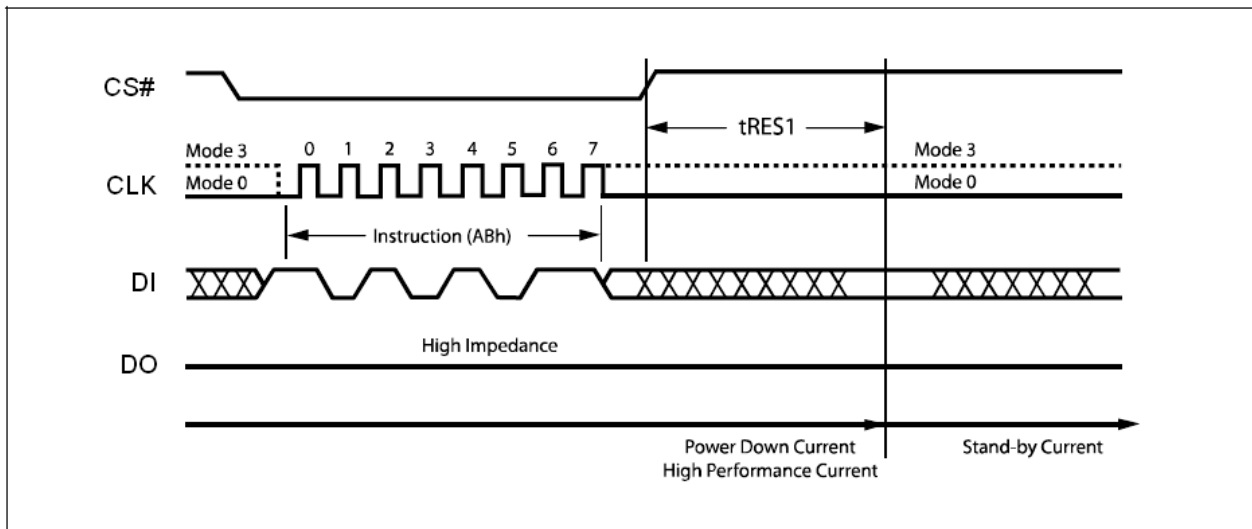 CS#
tRES1
Mode 3
0 1 2 3 4 5 6 7
Mode 3
CLK
Mode 0
Mode 0
Instruction (ABh)
DI
High Impedance
DO
Power Down Current
High Performance Current
Stand-by Current